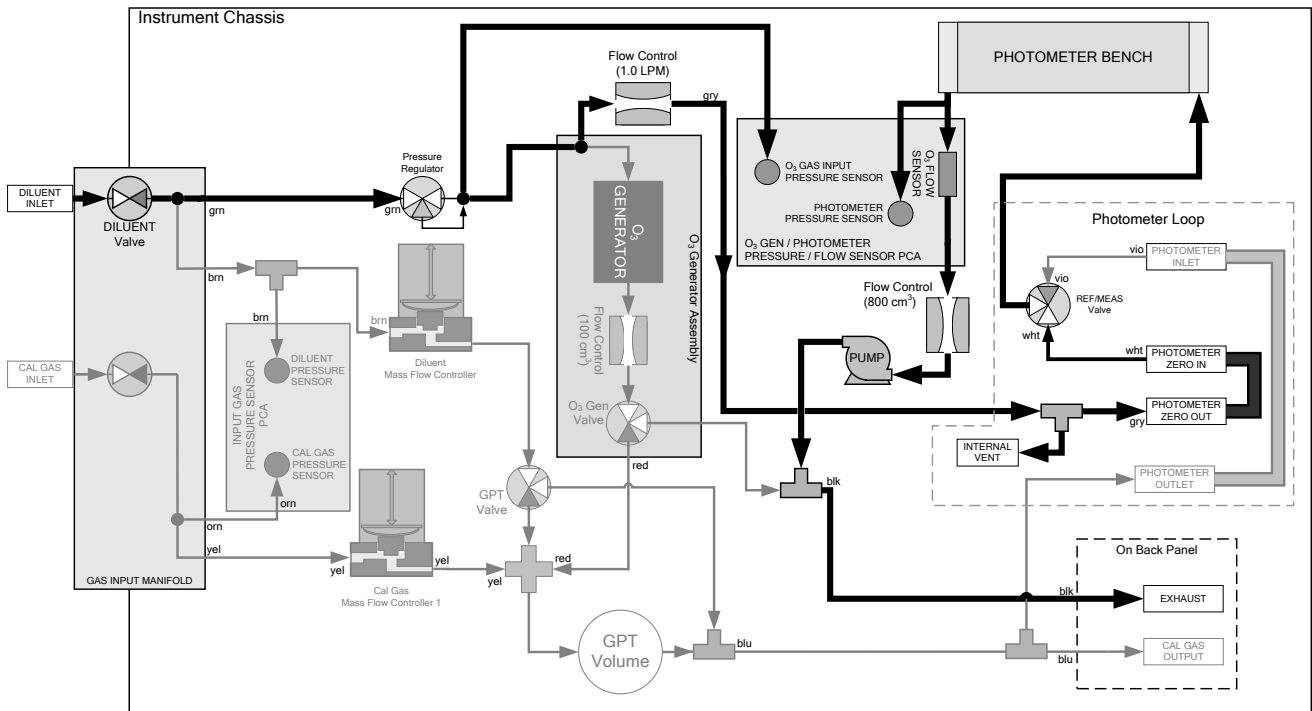 Instrument Chassis
Flow Control
(1.0 LPM)
gry
PHOTOMETER BENCH
Pressure
Regulator
O3 GAS INPUT
PRESSURE SENSOR
O3 FLOW
SENSOR
DILUENT
INLET
DILUENT
Valve
grn
grn
O3
GENERATOR
PHOTOMETER
PRESSURE SENSOR
O3 GEN / PHOTOMETER
PRESSURE / FLOW SENSOR PCA
Photometer Loop
O3 Generator Assembly
vio
PHOTOMETER
INLET
vio
REF/MEAS
Valve
brn
brn
brn
Flow Control
(800 cm3)
Flow Control
(100 cm3)
wht
wht
PHOTOMETER
ZERO IN
CAL GAS
INLET
DILUENT
PRESSURE
SENSOR
Diluent
Mass Flow Controller
PUMP
INPUT GAS
PRESSURE SENSOR
PCA
O3 Gen
Valve
PHOTOMETER
ZERO OUT
gry
INTERNAL
VENT
CAL GAS
PRESSURE
SENSOR
red
PHOTOMETER
OUTLET
blk
orn
orn
GPT
Valve
yel
yel
yel
yel
red
GAS INPUT MANIFOLD
Cal Gas
Mass Flow Controller 1
On Back Panel
blk
EXHAUST
GPT
Volume
blu
blu
CAL GAS
OUTPUT